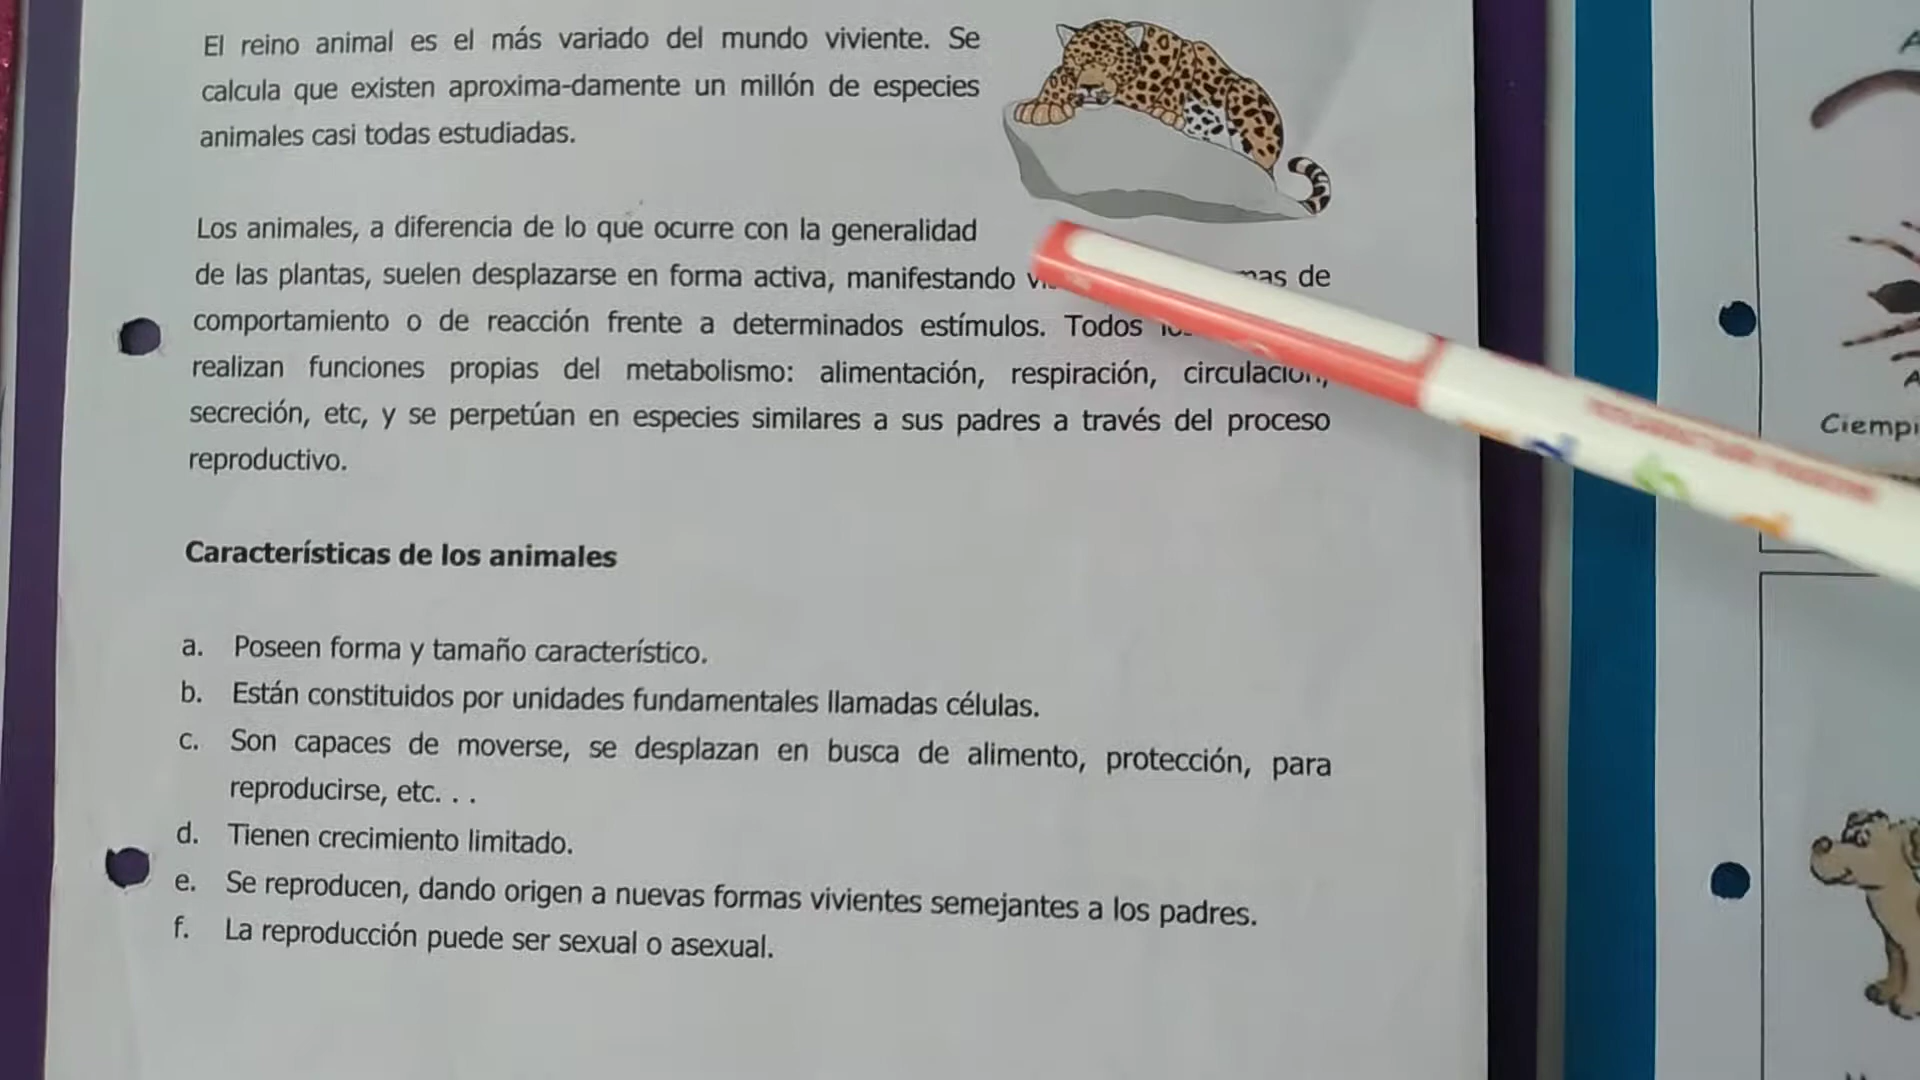 El reino animal es el más variado del mundo viviente. Se
calcula que existen aproxima-damente un millón de especies
animales casi todas estudiadas.
Los animales, a diferencia de lo que ocurre con la generalidad
de las plantas, suelen desplazarse en forma activa, manifestando de
comportamiento o de reacción frente a determinados estímulos. Todos
realizan funciones propias del metabolismo: alimentación, respiración, circulación,
secreción, etc, y se perpetúan en especies similares a sus padres a través del proceso
reproductivo.
Características de los animales
a. Poseen forma y tamaño característico.
b. Están constituidos por unidades fundamentales llamadas células.
c. Son capaces de moverse, se desplazan en busca de alimento, protección, para
reproducirse, etc. . .
d. Tienen crecimiento limitado.
e. Se reproducen, dando origen a nuevas formas vivientes semejantes a los padres.
f. La reproducción puede ser sexual o asexual.
Ciempi